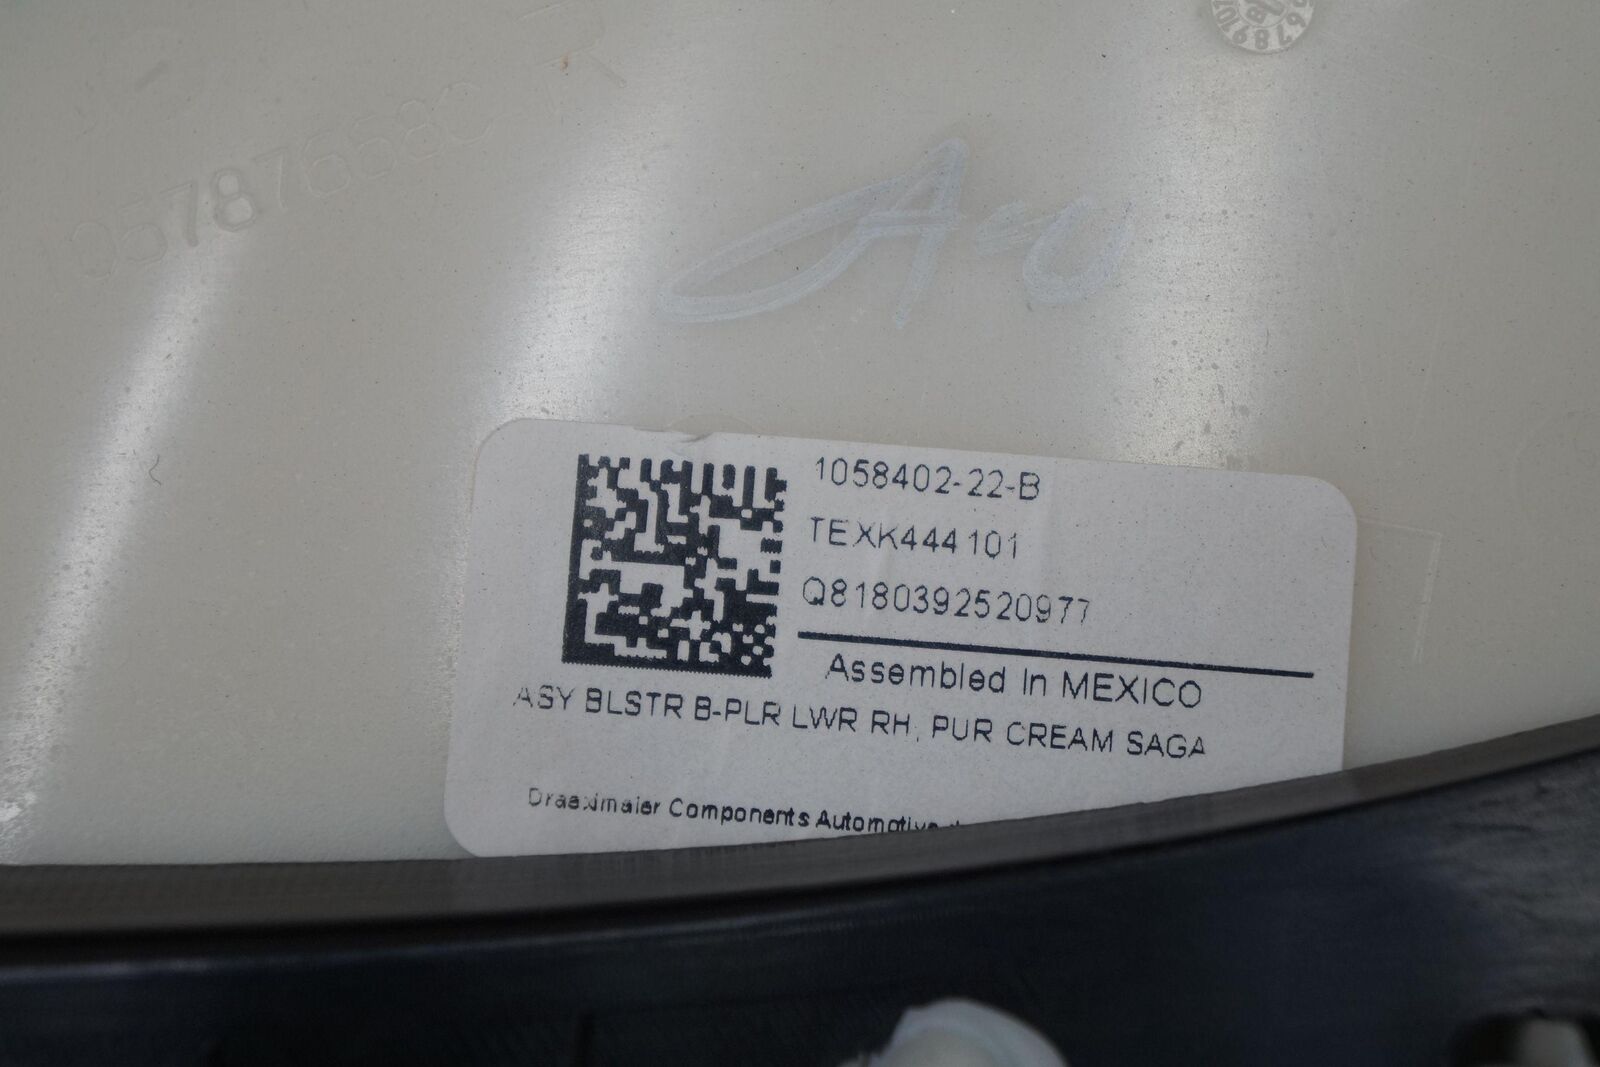 1058402-22-B
TEXK444101
Q8180392520977
Assembled In MEXICO
ASY BLSTR B-PLR LWR RH, PUR CREAM SAGA
Draexlmaier Components Automotive